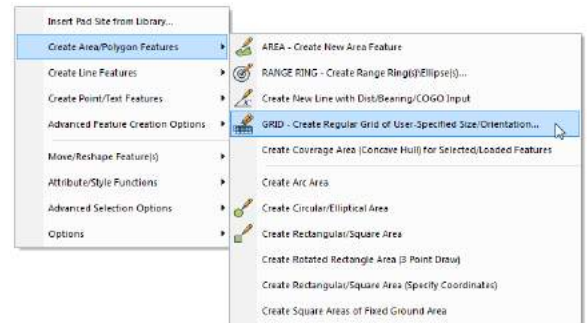 Insert Pad Site from Library...
Create Area/Polygon Features
Create Line Features
Create Point/Text Features
Advanced Feature Creation Options
Move/Reshape Feature(s)
Attribute/Style Functions
Advanced Selection Options
Options
AREA - Create New Area Feature
RANGE RING - Create Range Ring(s)\Ellipse(s)...
Create New Line with Dist/Bearing/COGO Input
GRID - Create Regular Grid of User-Specified Size/Orientation...
Create Coverage Area (Concave Hull) for Selected/Loaded Features
Create Arc Area
Create Circular/Elliptical Area
Create Rectangular/Square Area
Create Rotated Rectangle Area (3 Point Draw)
Create Rectangular/Square Area (Specify Coordinates)
Create Square Areas of Fixed Ground Area